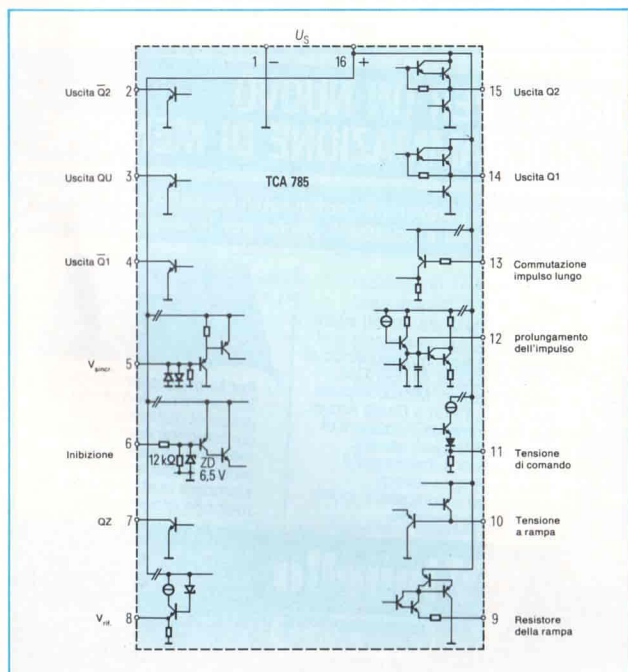 U_S
1 − 16 +
Uscita Q̅2 2
15 Uscita Q2
Uscita QU 3
TCA 785
14 Uscita Q1
Uscita Q̅1 4
13 Commutazione
impulso lungo
12 prolungamento
dell'impulso
V_sincr. 5
Inibizione 6
12 kΩ
ZD
6,5 V
11 Tensione
di comando
QZ 7
10 Tensione
a rampa
V_rif. 8
9 Resistore
della rampa